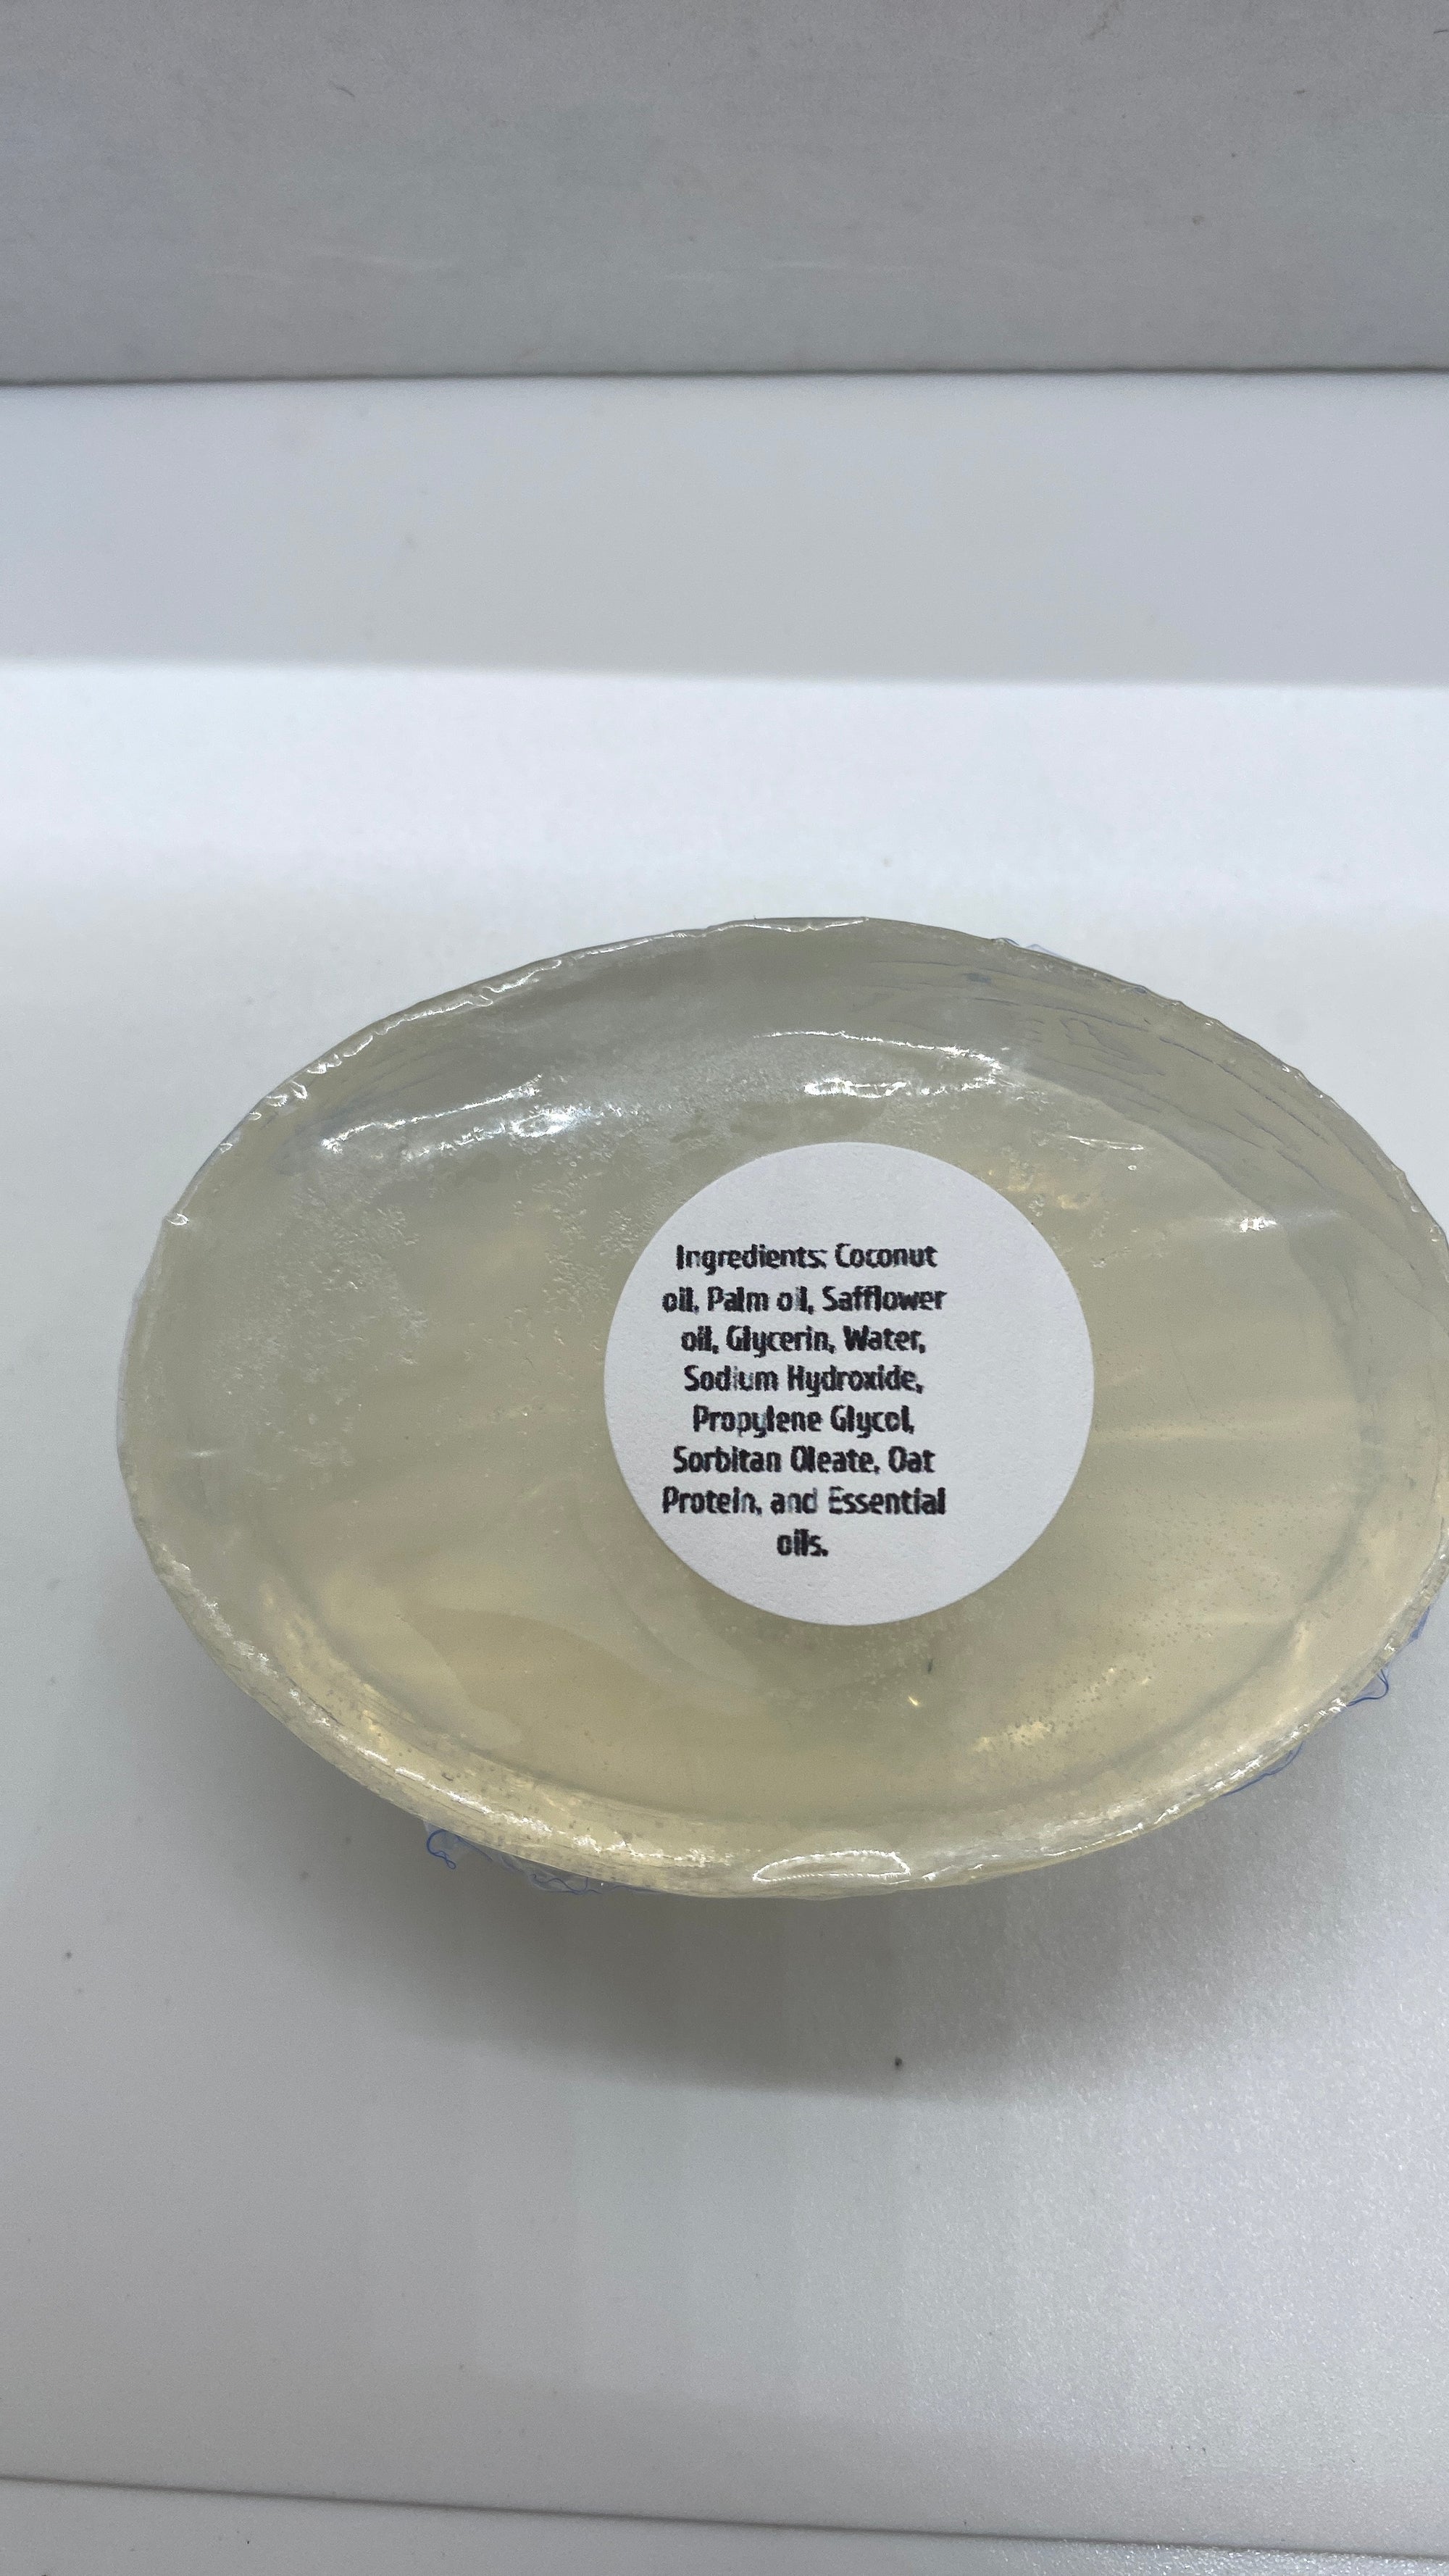 Ingredients: Coconut
oil, Palm oil, Safflower
oil, Glycerin, Water,
Sodium Hydroxide,
Propylene Glycol,
Sorbitan Oleate, Oat
Protein, and Essential
oils.